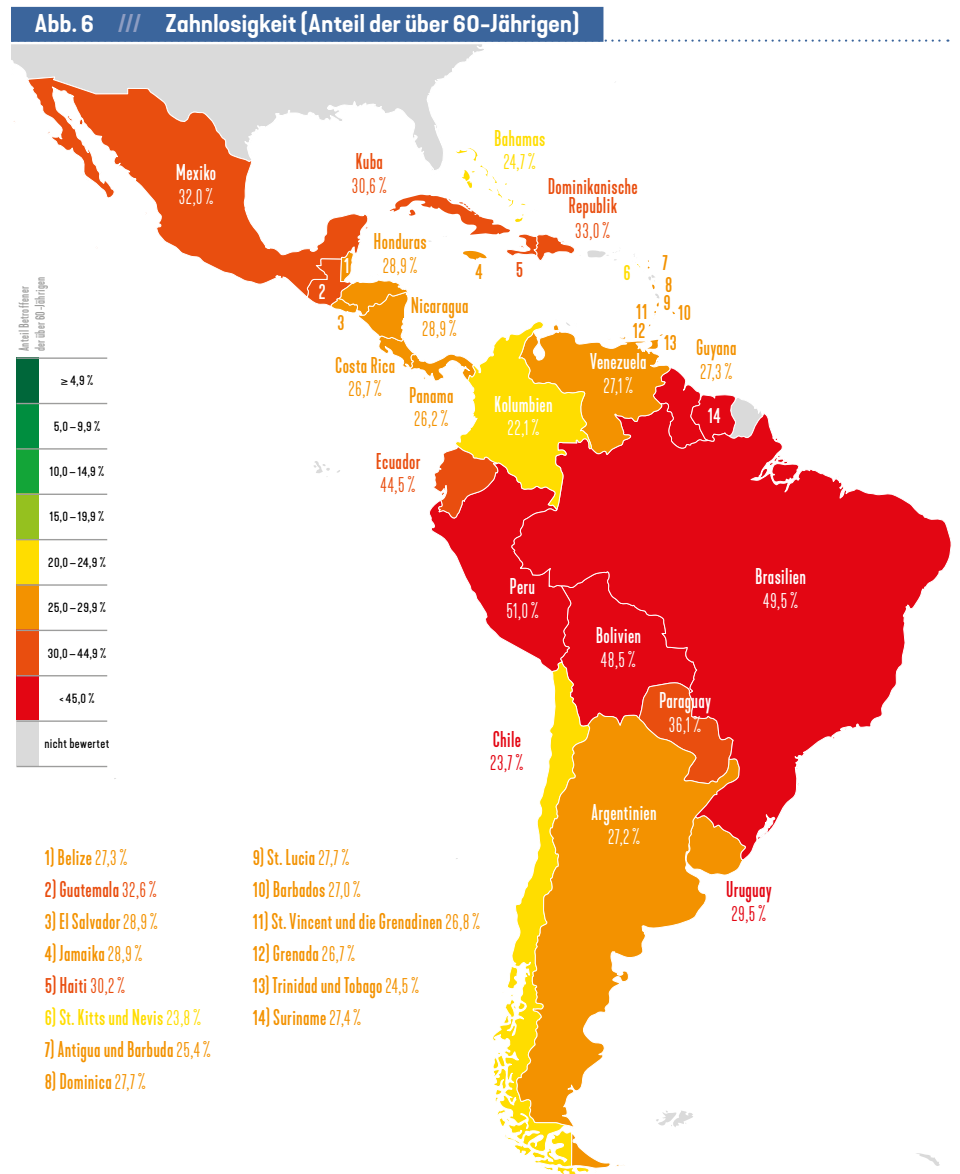 Abb. 6 /// Zahnlosigkeit (Anteil der über 60-Jährigen)
Mexiko
32,0 %
Kuba
30,6 %
Bahamas
24,7 %
Dominikanische
Republik
33,0 %
Honduras
28,9 %
1
2
3
4
5
6
7
8
9
10
11
12
13
Nicaragua
28,9 %
Costa Rica
26,7 %
Panama
26,2 %
Venezuela
27,1 %
Guyana
27,3 %
Kolumbien
22,1 %
14
Ecuador
44,5 %
Peru
51,0 %
Brasilien
49,5 %
Bolivien
48,5 %
Paraguay
36,1 %
Chile
23,7 %
Argentinien
27,2 %
Uruguay
29,5 %
Anteil Betroffener
der über 60-Jährigen
≥ 4,9 %
5,0 – 9,9 %
10,0 – 14,9 %
15,0 – 19,9 %
20,0 – 24,9 %
25,0 – 29,9 %
30,0 – 44,9 %
< 45,0 %
nicht bewertet
1) Belize 27,3 %
2) Guatemala 32,6 %
3) El Salvador 28,9 %
4) Jamaika 28,9 %
5) Haiti 30,2 %
6) St. Kitts und Nevis 23,8 %
7) Antigua und Barbuda 25,4 %
8) Dominica 27,7 %
9) St. Lucia 27,7 %
10) Barbados 27,0 %
11) St. Vincent und die Grenadinen 26,8 %
12) Grenada 26,7 %
13) Trinidad und Tobago 24,5 %
14) Suriname 27,4 %